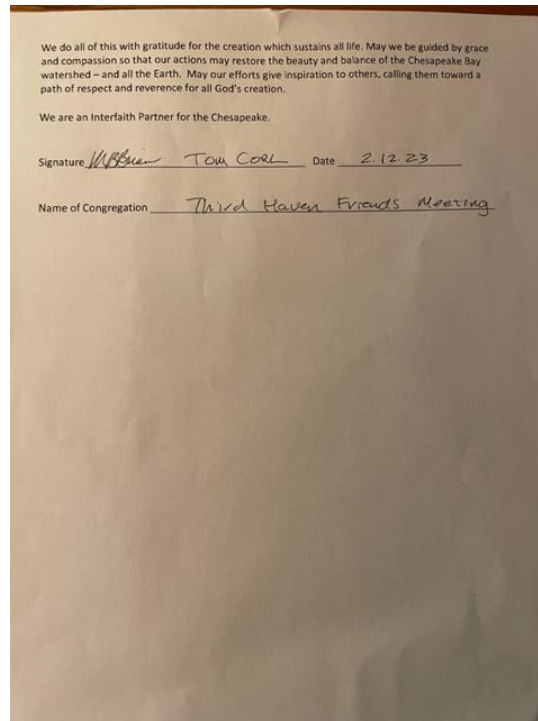 We do all of this with gratitude for the creation which sustains all life. May we be guided by grace
and compassion so that our actions may restore the beauty and balance of the Chesapeake Bay
watershed – and all the Earth. May our efforts give inspiration to others, calling them toward a
path of respect and reverence for all God's creation.
We are an Interfaith Partner for the Chesapeake.
Signature Tom Corl Date 2.12.23
Name of Congregation Third Haven Friends Meeting